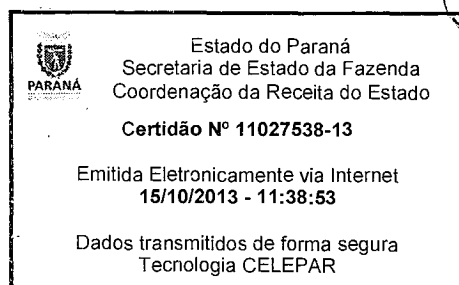 Estado do Paraná
Secretaria de Estado da Fazenda
PARANÁ
Coordenação da Receita do Estado
Certidão Nº 11027538-13
Emitida Eletronicamente via Internet
15/10/2013 - 11:38:53
Dados transmitidos de forma segura
Tecnologia CELEPAR